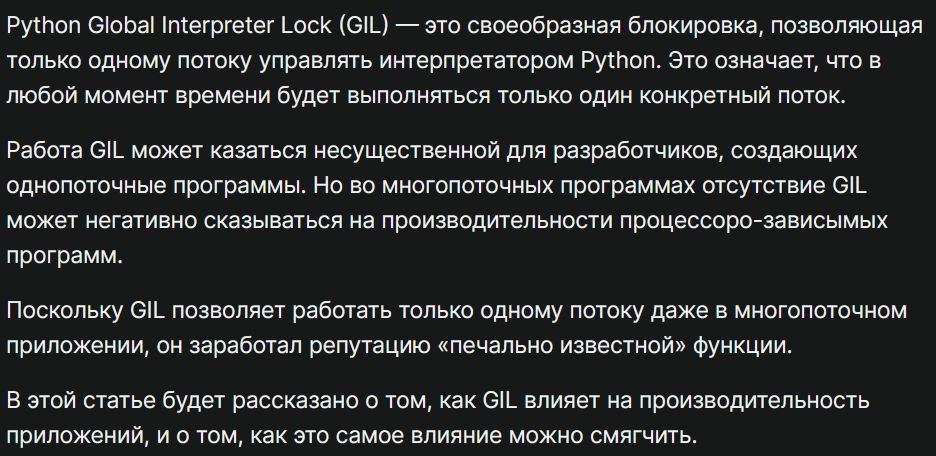 Python Global Interpreter Lock (GIL) — это своеобразная блокировка, позволяющая
только одному потоку управлять интерпретатором Python. Это означает, что в
любой момент времени будет выполняться только один конкретный поток.
Работа GIL может казаться несущественной для разработчиков, создающих
однопоточные программы. Но во многопоточных программах отсутствие GIL
может негативно сказываться на производительности процессоро-зависимых
программ.
Поскольку GIL позволяет работать только одному потоку даже в многопоточном
приложении, он заработал репутацию «печально известной» функции.
В этой статье будет рассказано о том, как GIL влияет на производительность
приложений, и о том, как это самое влияние можно смягчить.